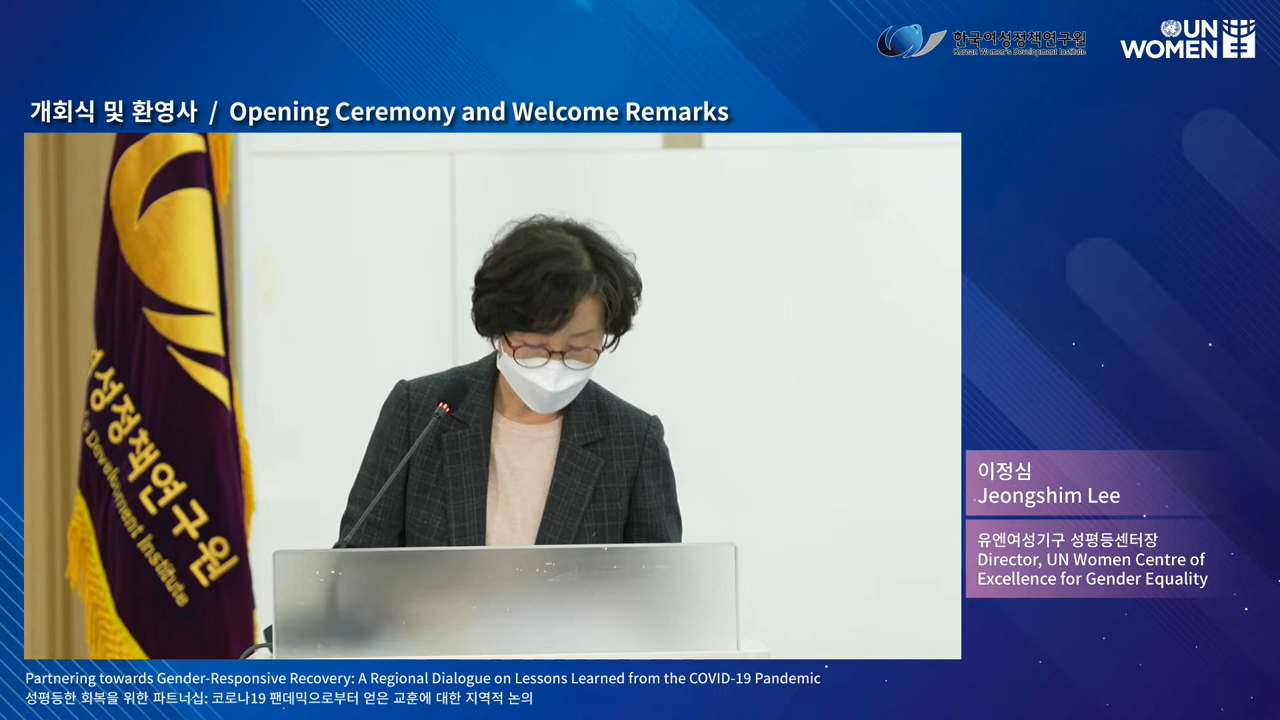 한국여성정책연구원
Korean Women's Development Institute
UN
WOMEN
개회식 및 환영사 / Opening Ceremony and Welcome Remarks
여성정책연구원
Development Institute
이정심
Jeongshim Lee
유엔여성기구 성평등센터장
Director, UN Women Centre of
Excellence for Gender Equality
Partnering towards Gender-Responsive Recovery: A Regional Dialogue on Lessons Learned from the COVID-19 Pandemic
성평등한 회복을 위한 파트너십: 코로나19 팬데믹으로부터 얻은 교훈에 대한 지역적 논의